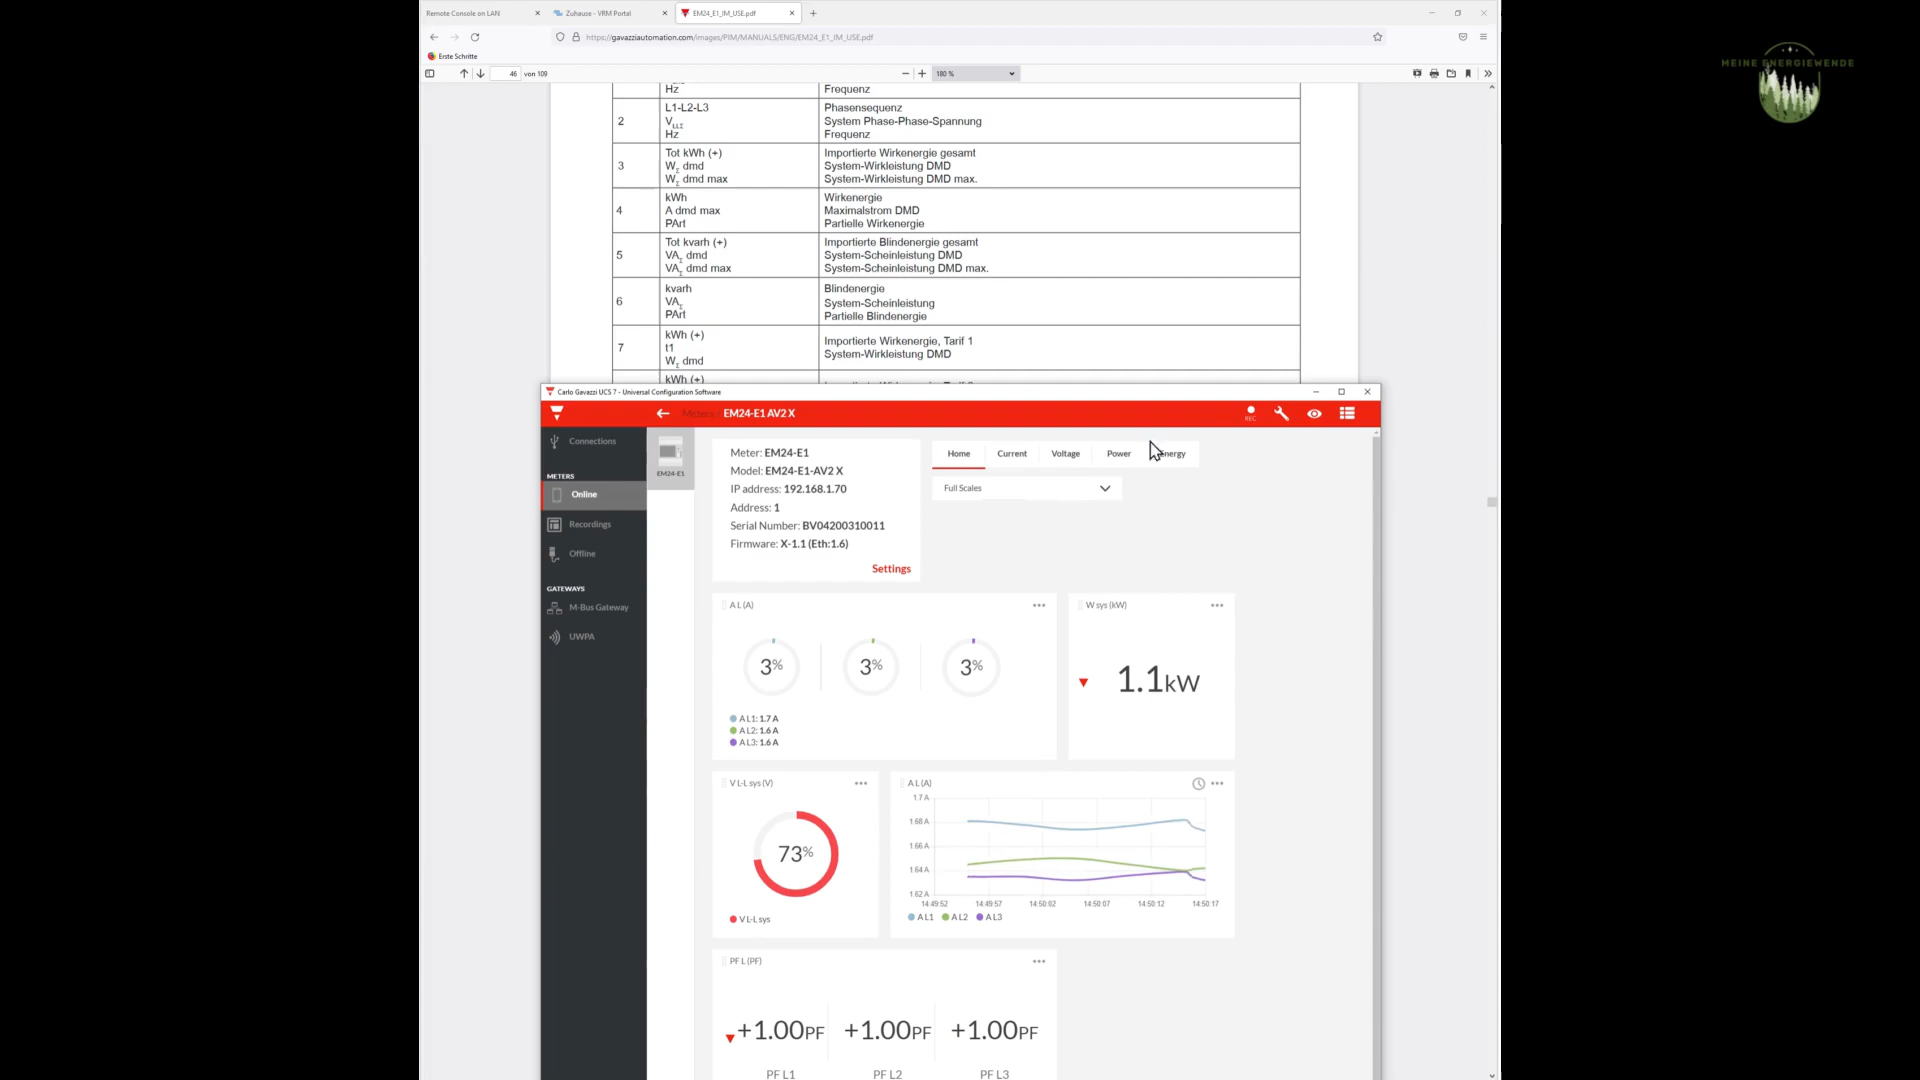 Remote Console on LAN
Zuhause - VRM Portal
EM24_E1_IM_USE.pdf
https://gavazziautomation.com/images/PIM/MANUALS/ENG/EM24_E1_IM_USE.pdf
Erste Schritte
46 von 109
180 %
MEINE ENERGIEWENDE
Hz Frequenz
2 L1-L2-L3 Phasensequenz
VLLΣ System Phase-Phase-Spannung
Hz Frequenz
3 Tot kWh (+) Importierte Wirkenergie gesamt
WΣ dmd System-Wirkleistung DMD
WΣ dmd max System-Wirkleistung DMD max.
4 kWh Wirkenergie
A dmd max Maximalstrom DMD
PArt Partielle Wirkenergie
5 Tot kvarh (+) Importierte Blindenergie gesamt
VAΣ dmd System-Scheinleistung DMD
VAΣ dmd max System-Scheinleistung DMD max.
6 kvarh Blindenergie
VAΣ System-Scheinleistung
PArt Partielle Blindenergie
7 kWh (+) Importierte Wirkenergie, Tarif 1
t1 System-Wirkleistung DMD
WΣ dmd
kWh (+)
Carlo Gavazzi UCS 7 - Universal Configuration Software
Meters EM24-E1 AV2 X
REC
Connections
METERS
Online
Recordings
Offline
GATEWAYS
M-Bus Gateway
UWPA
EM24-E1
Meter: EM24-E1
Model: EM24-E1-AV2 X
IP address: 192.168.1.70
Address: 1
Serial Number: BV04200310011
Firmware: X-1.1 (Eth:1.6)
Settings
Home Current Voltage Power nergy
Full Scales
A L (A)
3% 3% 3%
A L1: 1.7 A
A L2: 1.6 A
A L3: 1.6 A
W sys (kW)
1.1kW
V L-L sys (V)
73%
V L-L sys
A L (A)
1.7 A
1.68 A
1.66 A
1.64 A
1.62 A
14:49:52 14:49:57 14:50:02 14:50:07 14:50:12 14:50:17
A L1 A L2 A L3
PF L (PF)
+1.00PF +1.00PF +1.00PF
PF L1 PF L2 PF L3